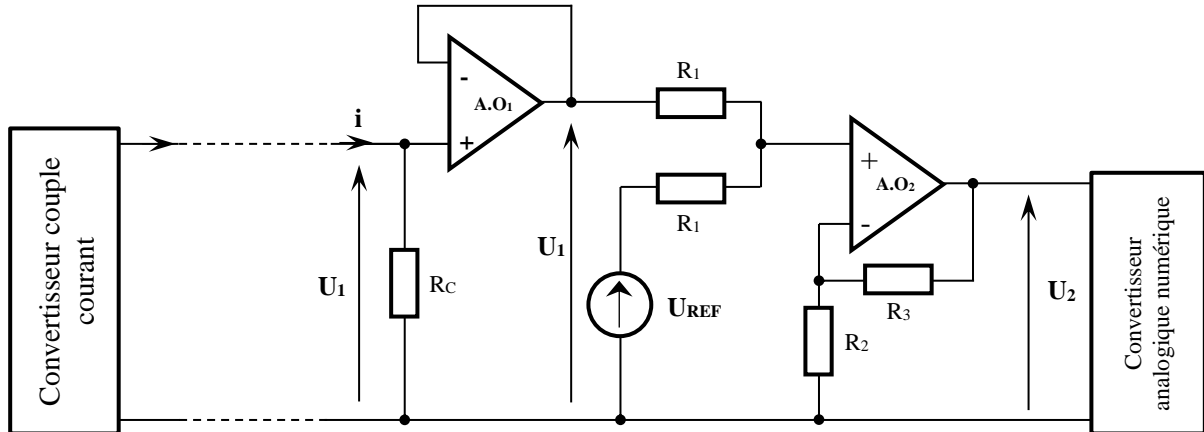 Convertisseur couple
courant
i
U1
RC
-
+
A.O1
U1
R1
R1
UREF
+
-
A.O2
R3
R2
U2
Convertisseur
analogique numérique